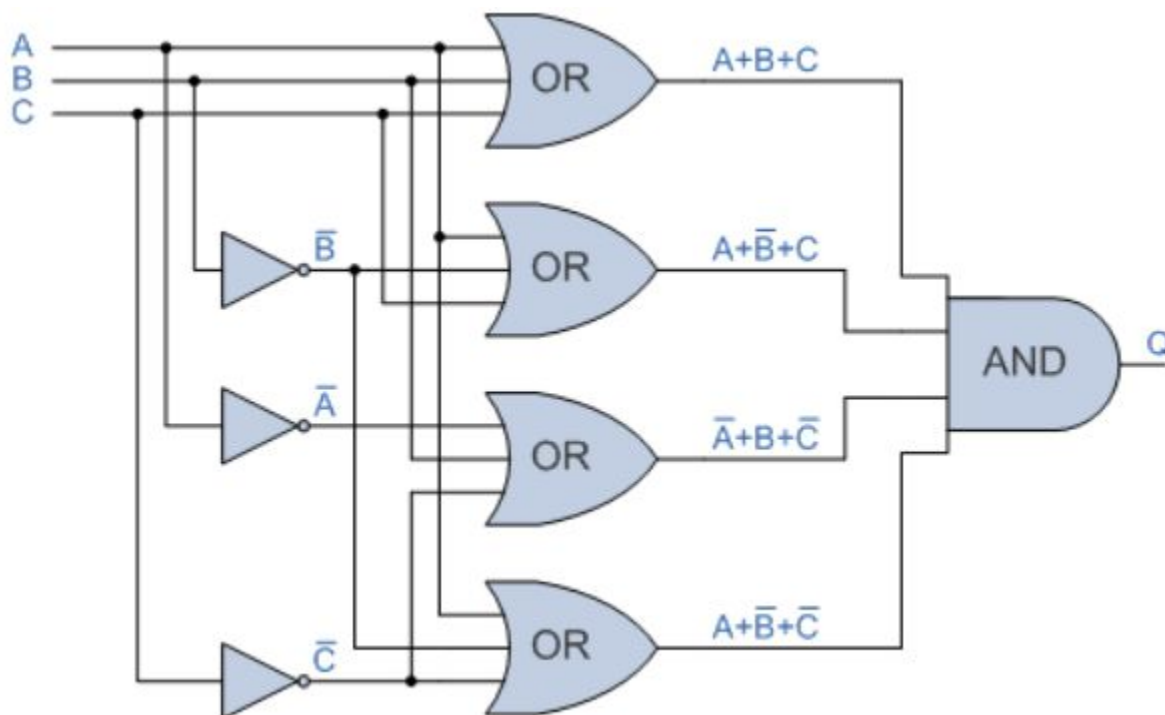 A
B
C
OR
A+B+C
B̅
OR
A+B̅+C
AND
Q
A̅
OR
A̅+B+C̅
C̅
OR
A+B̅+C̅